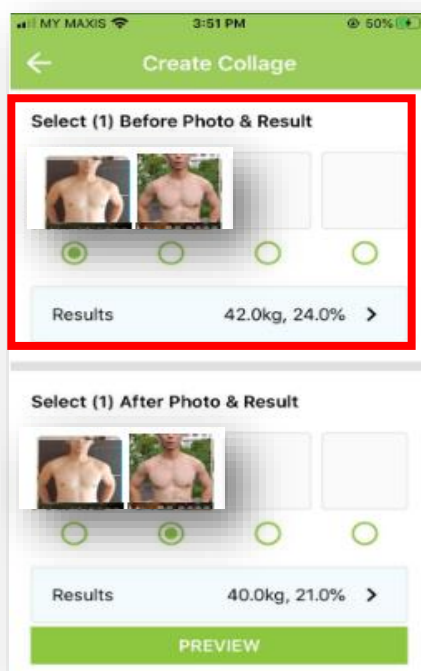 MY MAXIS 3:51 PM 50%
Create Collage
Select (1) Before Photo & Result
Results 42.0kg, 24.0% >
Select (1) After Photo & Result
Results 40.0kg, 21.0% >
PREVIEW